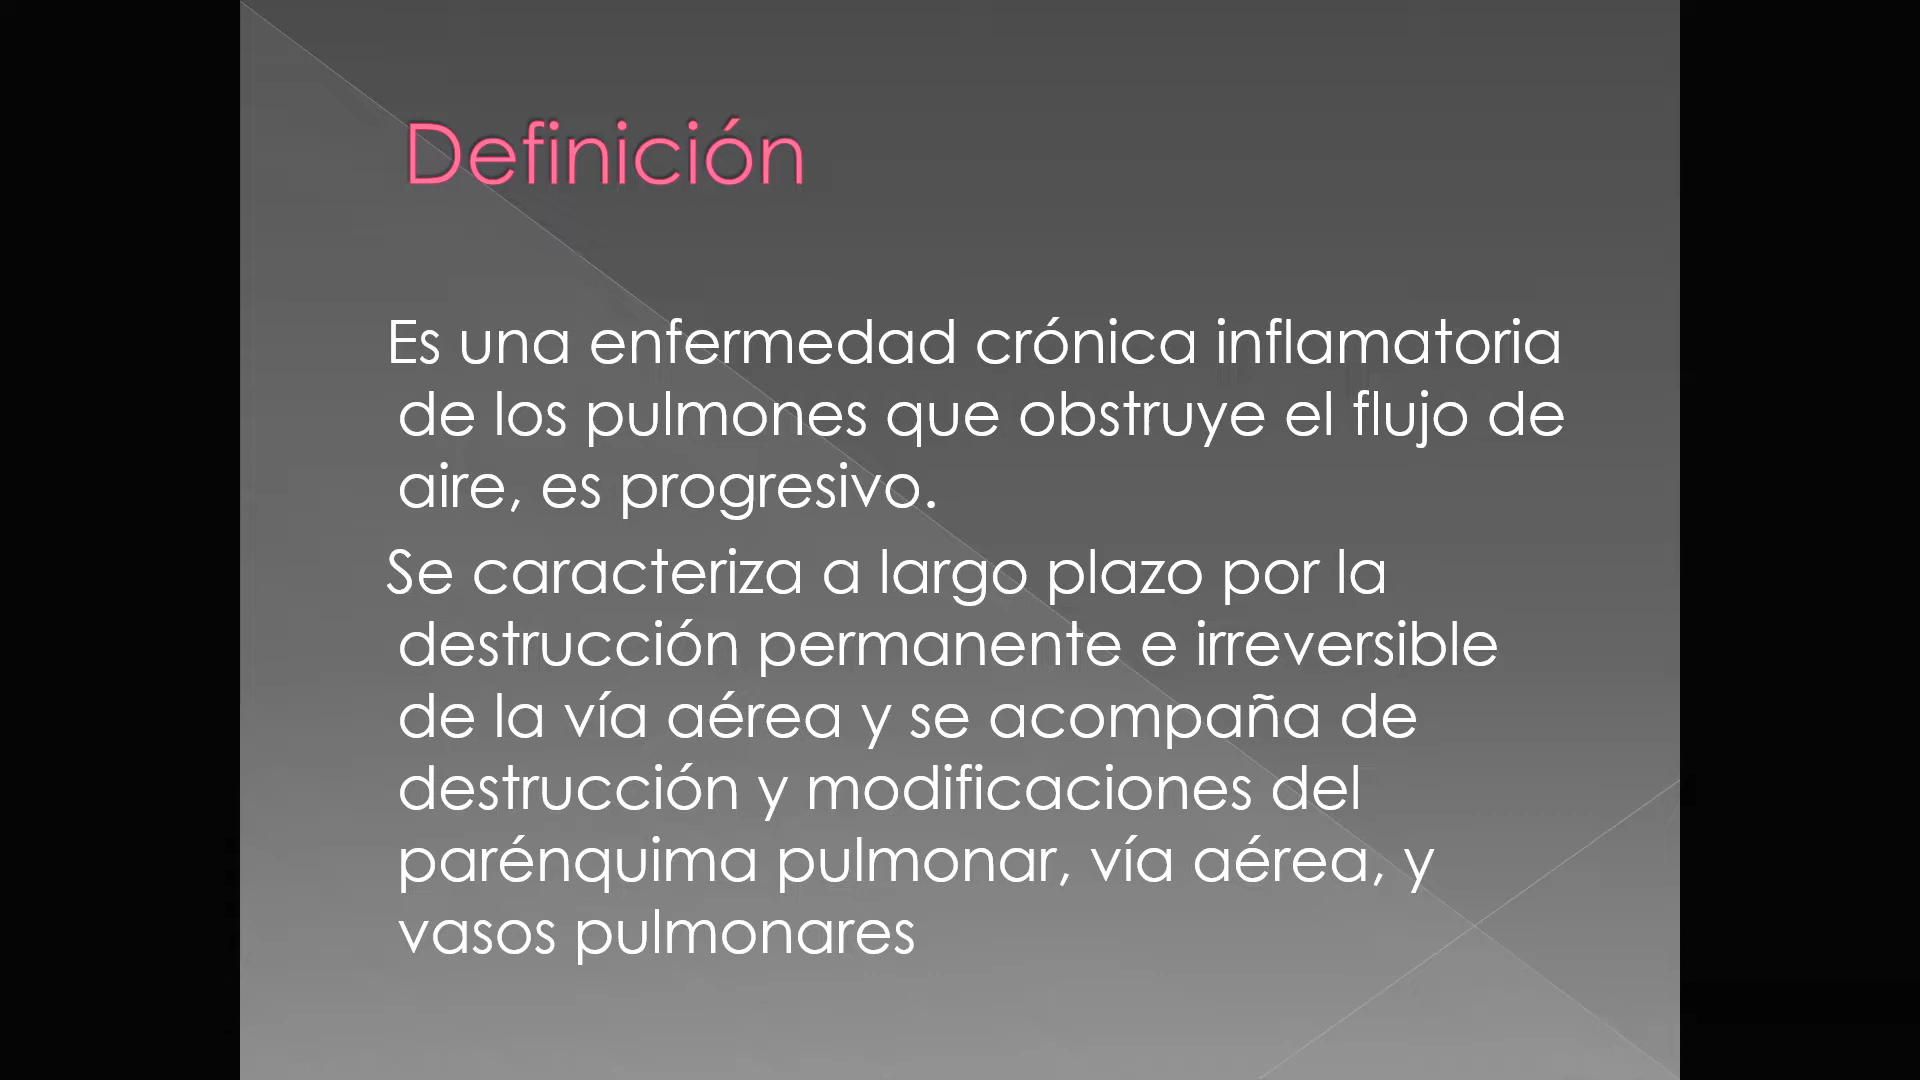 Definición
Es una enfermedad crónica inflamatoria
de los pulmones que obstruye el flujo de
aire, es progresivo.
Se caracteriza a largo plazo por la
destrucción permanente e irreversible
de la vía aérea y se acompaña de
destrucción y modificaciones del
parénquima pulmonar, vía aérea, y
vasos pulmonares